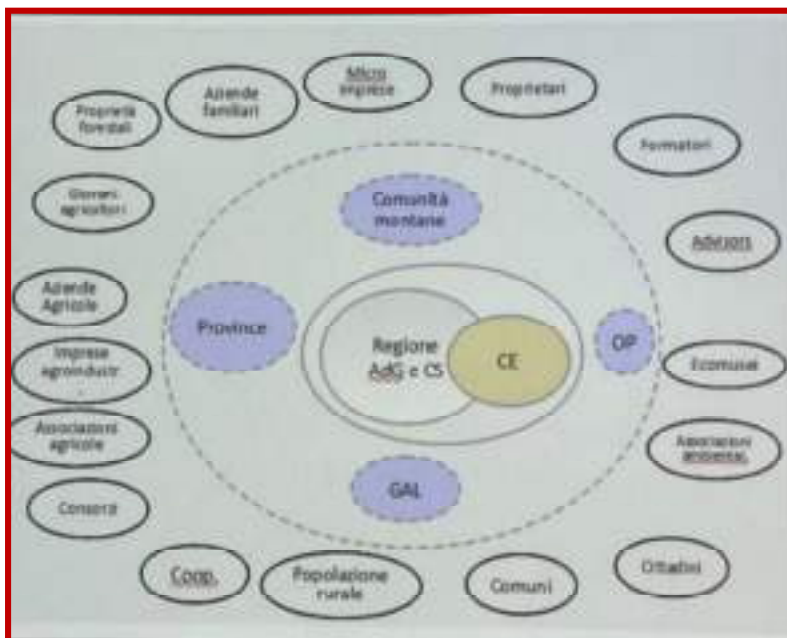 Micro
imprese
Aziende
familiari
Proprietari
Proprietà
forestali
Formatori
Giovani
agricoltori
Comunità
montane
Advisors
Aziende
Agricole
Province
Regione
AdG e CS
CE
OP
Imprese
agroindustr
.
Ecomusei
Associazioni
agricole
Associazioni
ambiental.
GAL
Consorzi
Coop.
Popolazione
rurale
Comuni
Cittadini